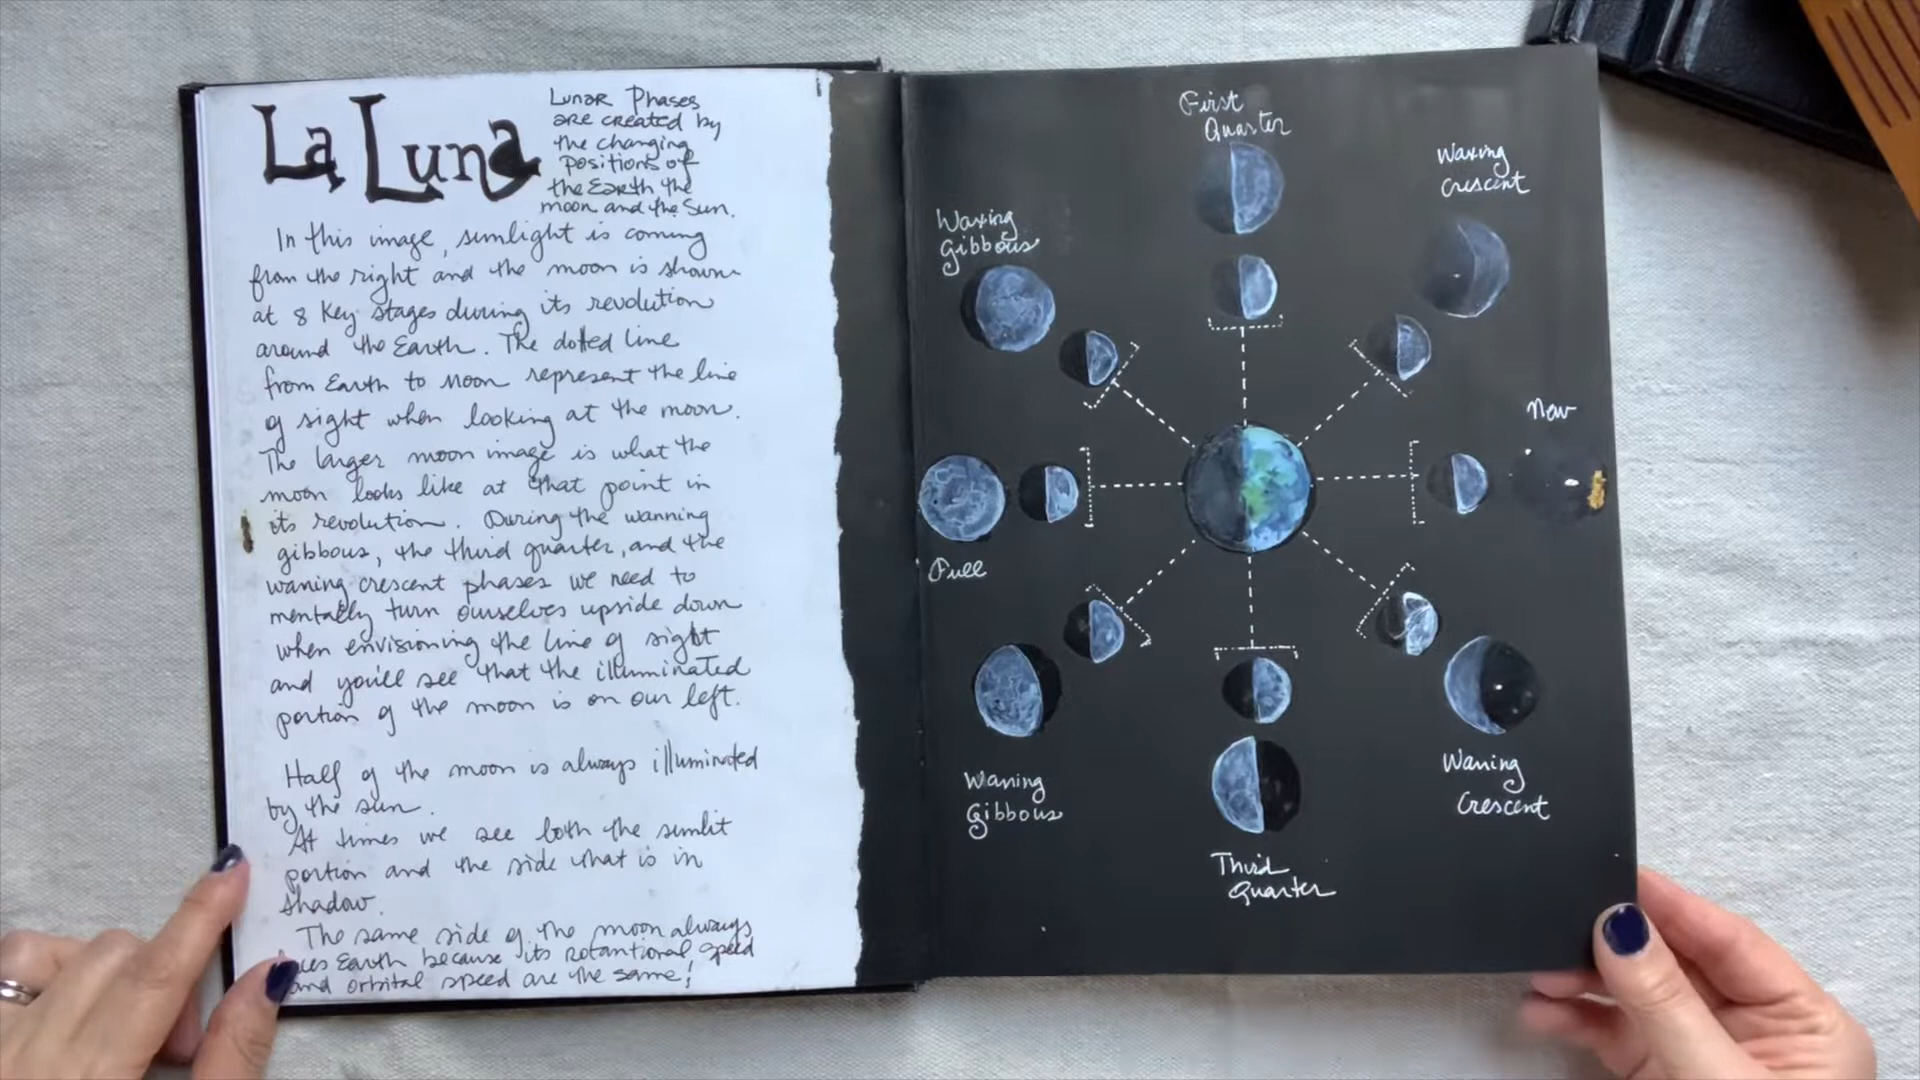 La Luna
Lunar Phases
are created by
the changing
positions of
the Earth the
moon and the Sun.
In this image, sunlight is coming
from the right and the moon is shown
at 8 key stages during its revolution
around the Earth. The dotted line
from Earth to Moon represent the line
of sight when looking at the moon.
The larger moon image is what the
moon looks like at that point in
its revolution. During the wanning
gibbous, the third quarter, and the
waning crescent phases we need to
mentally turn ourselves upside down
when envisioning the line of sight
and you'll see that the illuminated
portion of the moon is on our left.
Half of the moon is always illuminated
by the sun.
At times we see both the sunlit
portion and the side that is in
shadow.
The same side of the moon always
Earth because its rotantional speed
and orbital speed are the same!
First
Quarter
Waxing
Crescent
Waxing
Gibbous
New
Full
Waning
Gibbous
Waning
Crescent
Third
Quarter